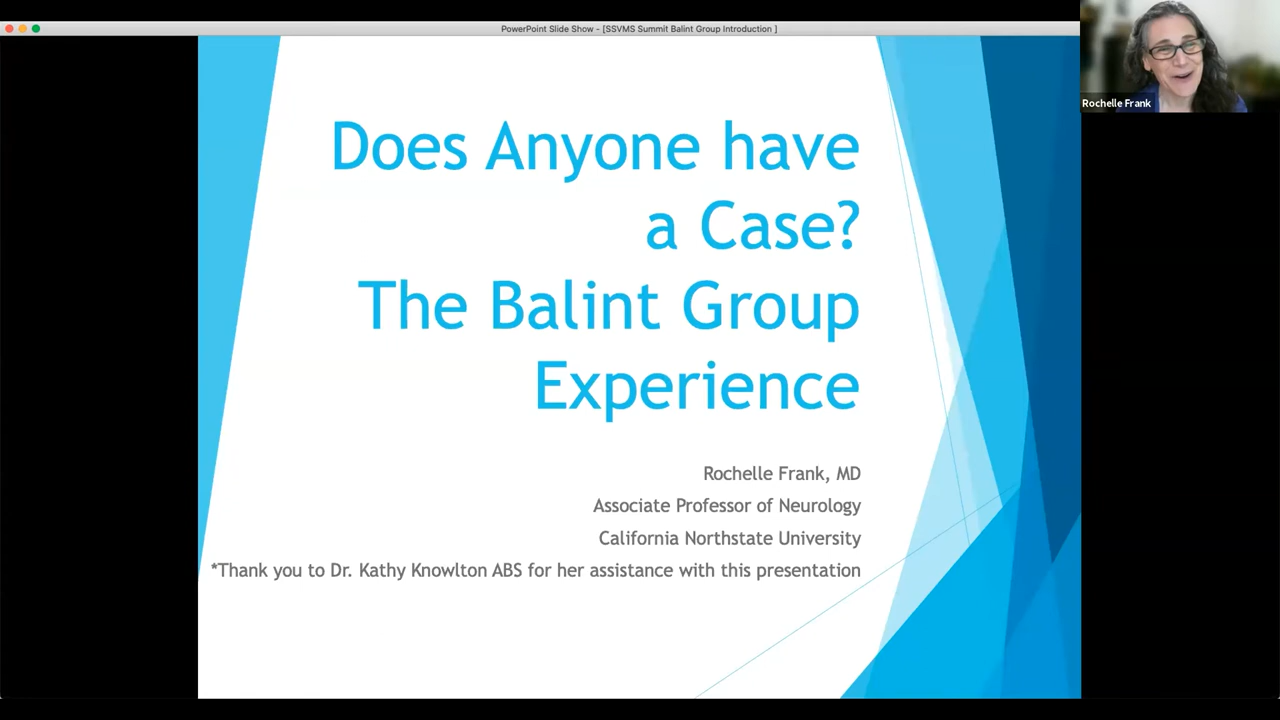 PowerPoint Slide Show - [SSVMS Summit Balint Group Introduction ]
Rochelle Frank
Does Anyone have
a Case?
The Balint Group
Experience
Rochelle Frank, MD
Associate Professor of Neurology
California Northstate University
*Thank you to Dr. Kathy Knowlton ABS for her assistance with this presentation